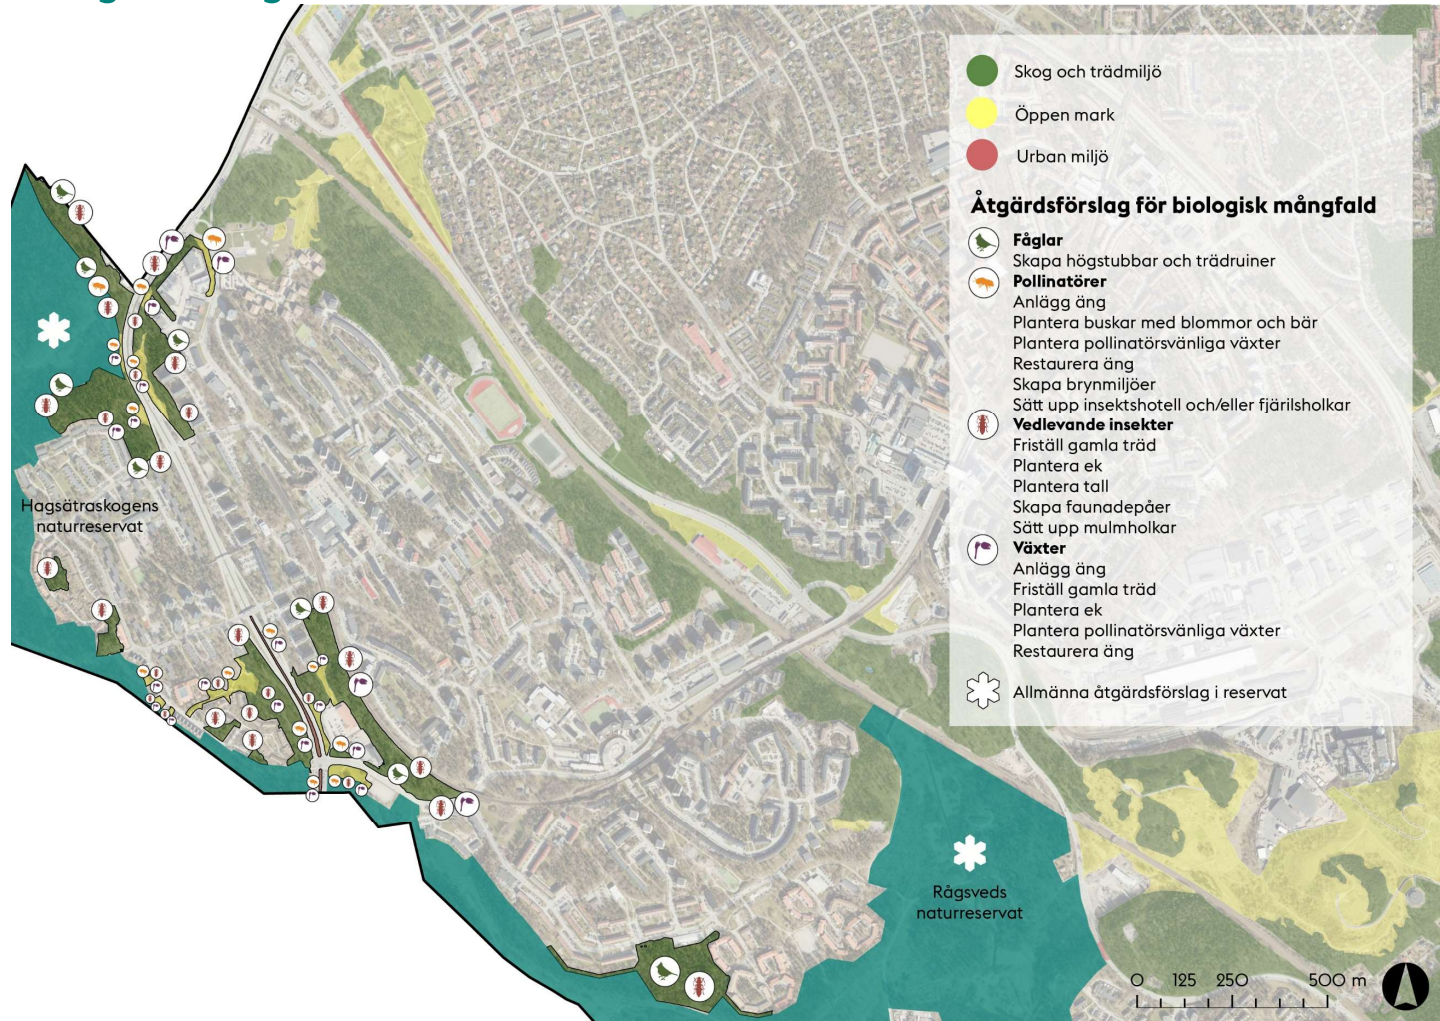 Skog och trädmiljö
Öppen mark
Urban miljö
Åtgärdsförslag för biologisk mångfald
Fåglar
Skapa högstubbar och trädruiner
Pollinatörer
Anlägg äng
Plantera buskar med blommor och bär
Plantera pollinatörsvänliga växter
Restaurera äng
Skapa brynmiljöer
Sätt upp insektshotell och/eller fjärilsholkar
Vedlevande insekter
Friställ gamla träd
Plantera ek
Plantera tall
Skapa faunadepåer
Sätt upp mulmholkar
Växter
Anlägg äng
Friställ gamla träd
Plantera ek
Plantera pollinatörsvänliga växter
Restaurera äng
Allmänna åtgärdsförslag i reservat
Hagsätraskogens
naturreservat
Rågsveds
naturreservat
0 125 250 500 m